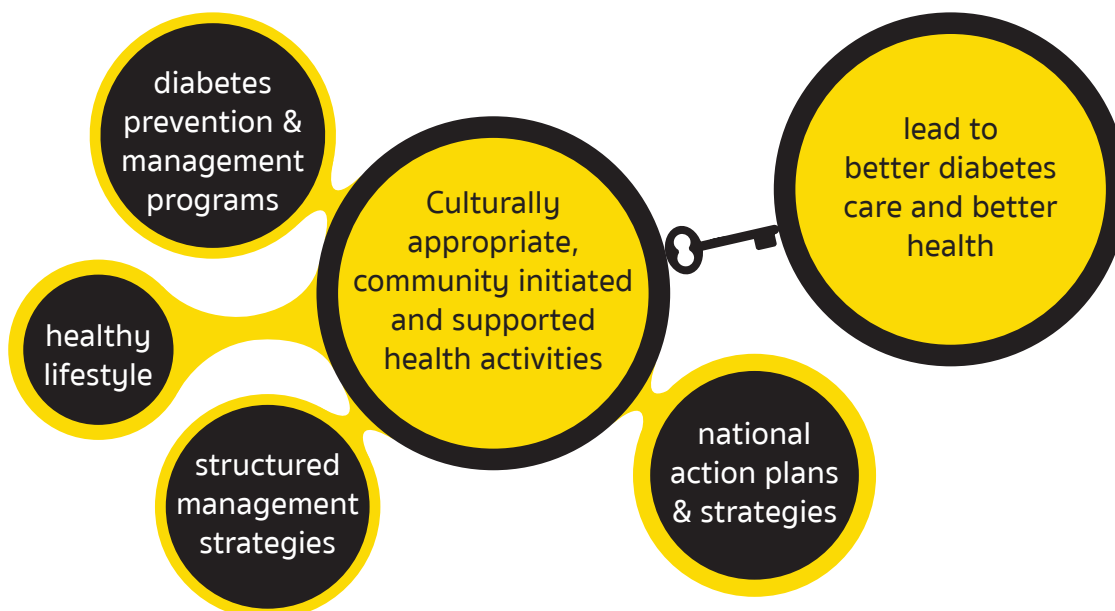 diabetes
prevention &
management
programs
healthy
lifestyle
structured
management
strategies
Culturally
appropriate,
community initiated
and supported
health activities
national
action plans
& strategies
lead to
better diabetes
care and better
health